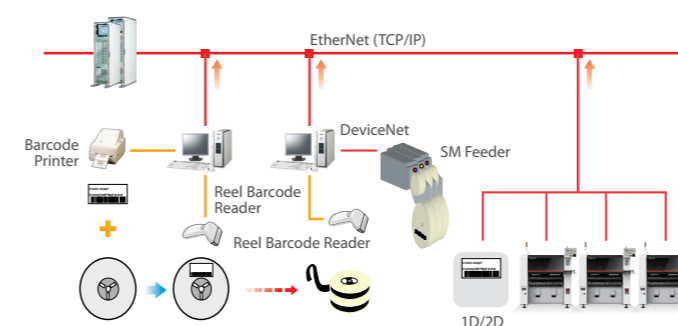 EtherNet (TCP/IP)
DeviceNet
Barcode
Printer
SM Feeder
Reel Barcode
Reader
Reel Barcode Reader
1D/2D